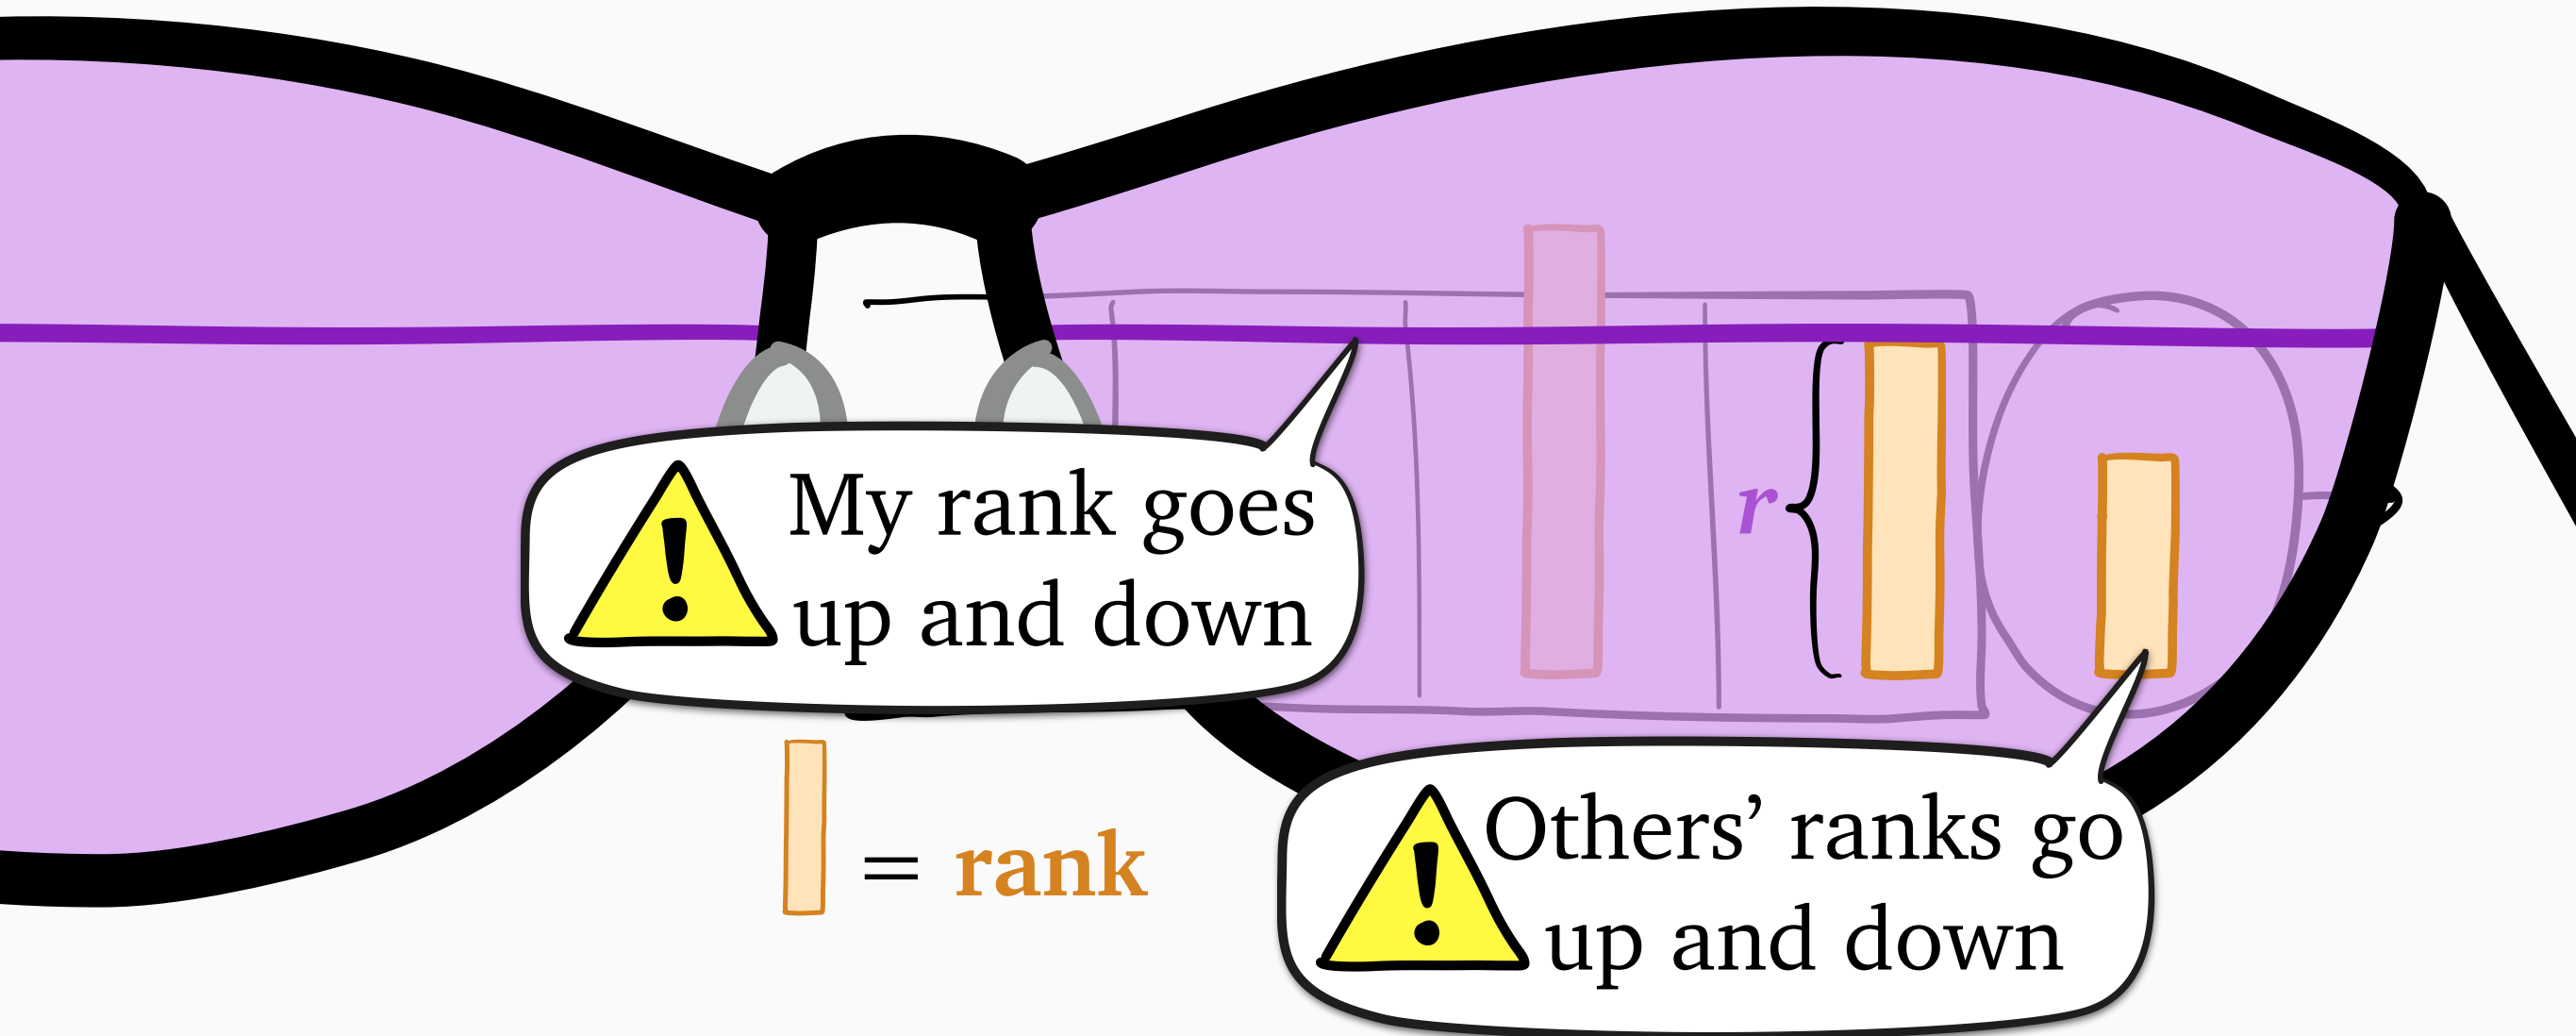 My rank goes
up and down
r
= rank
Others’ ranks go
up and down